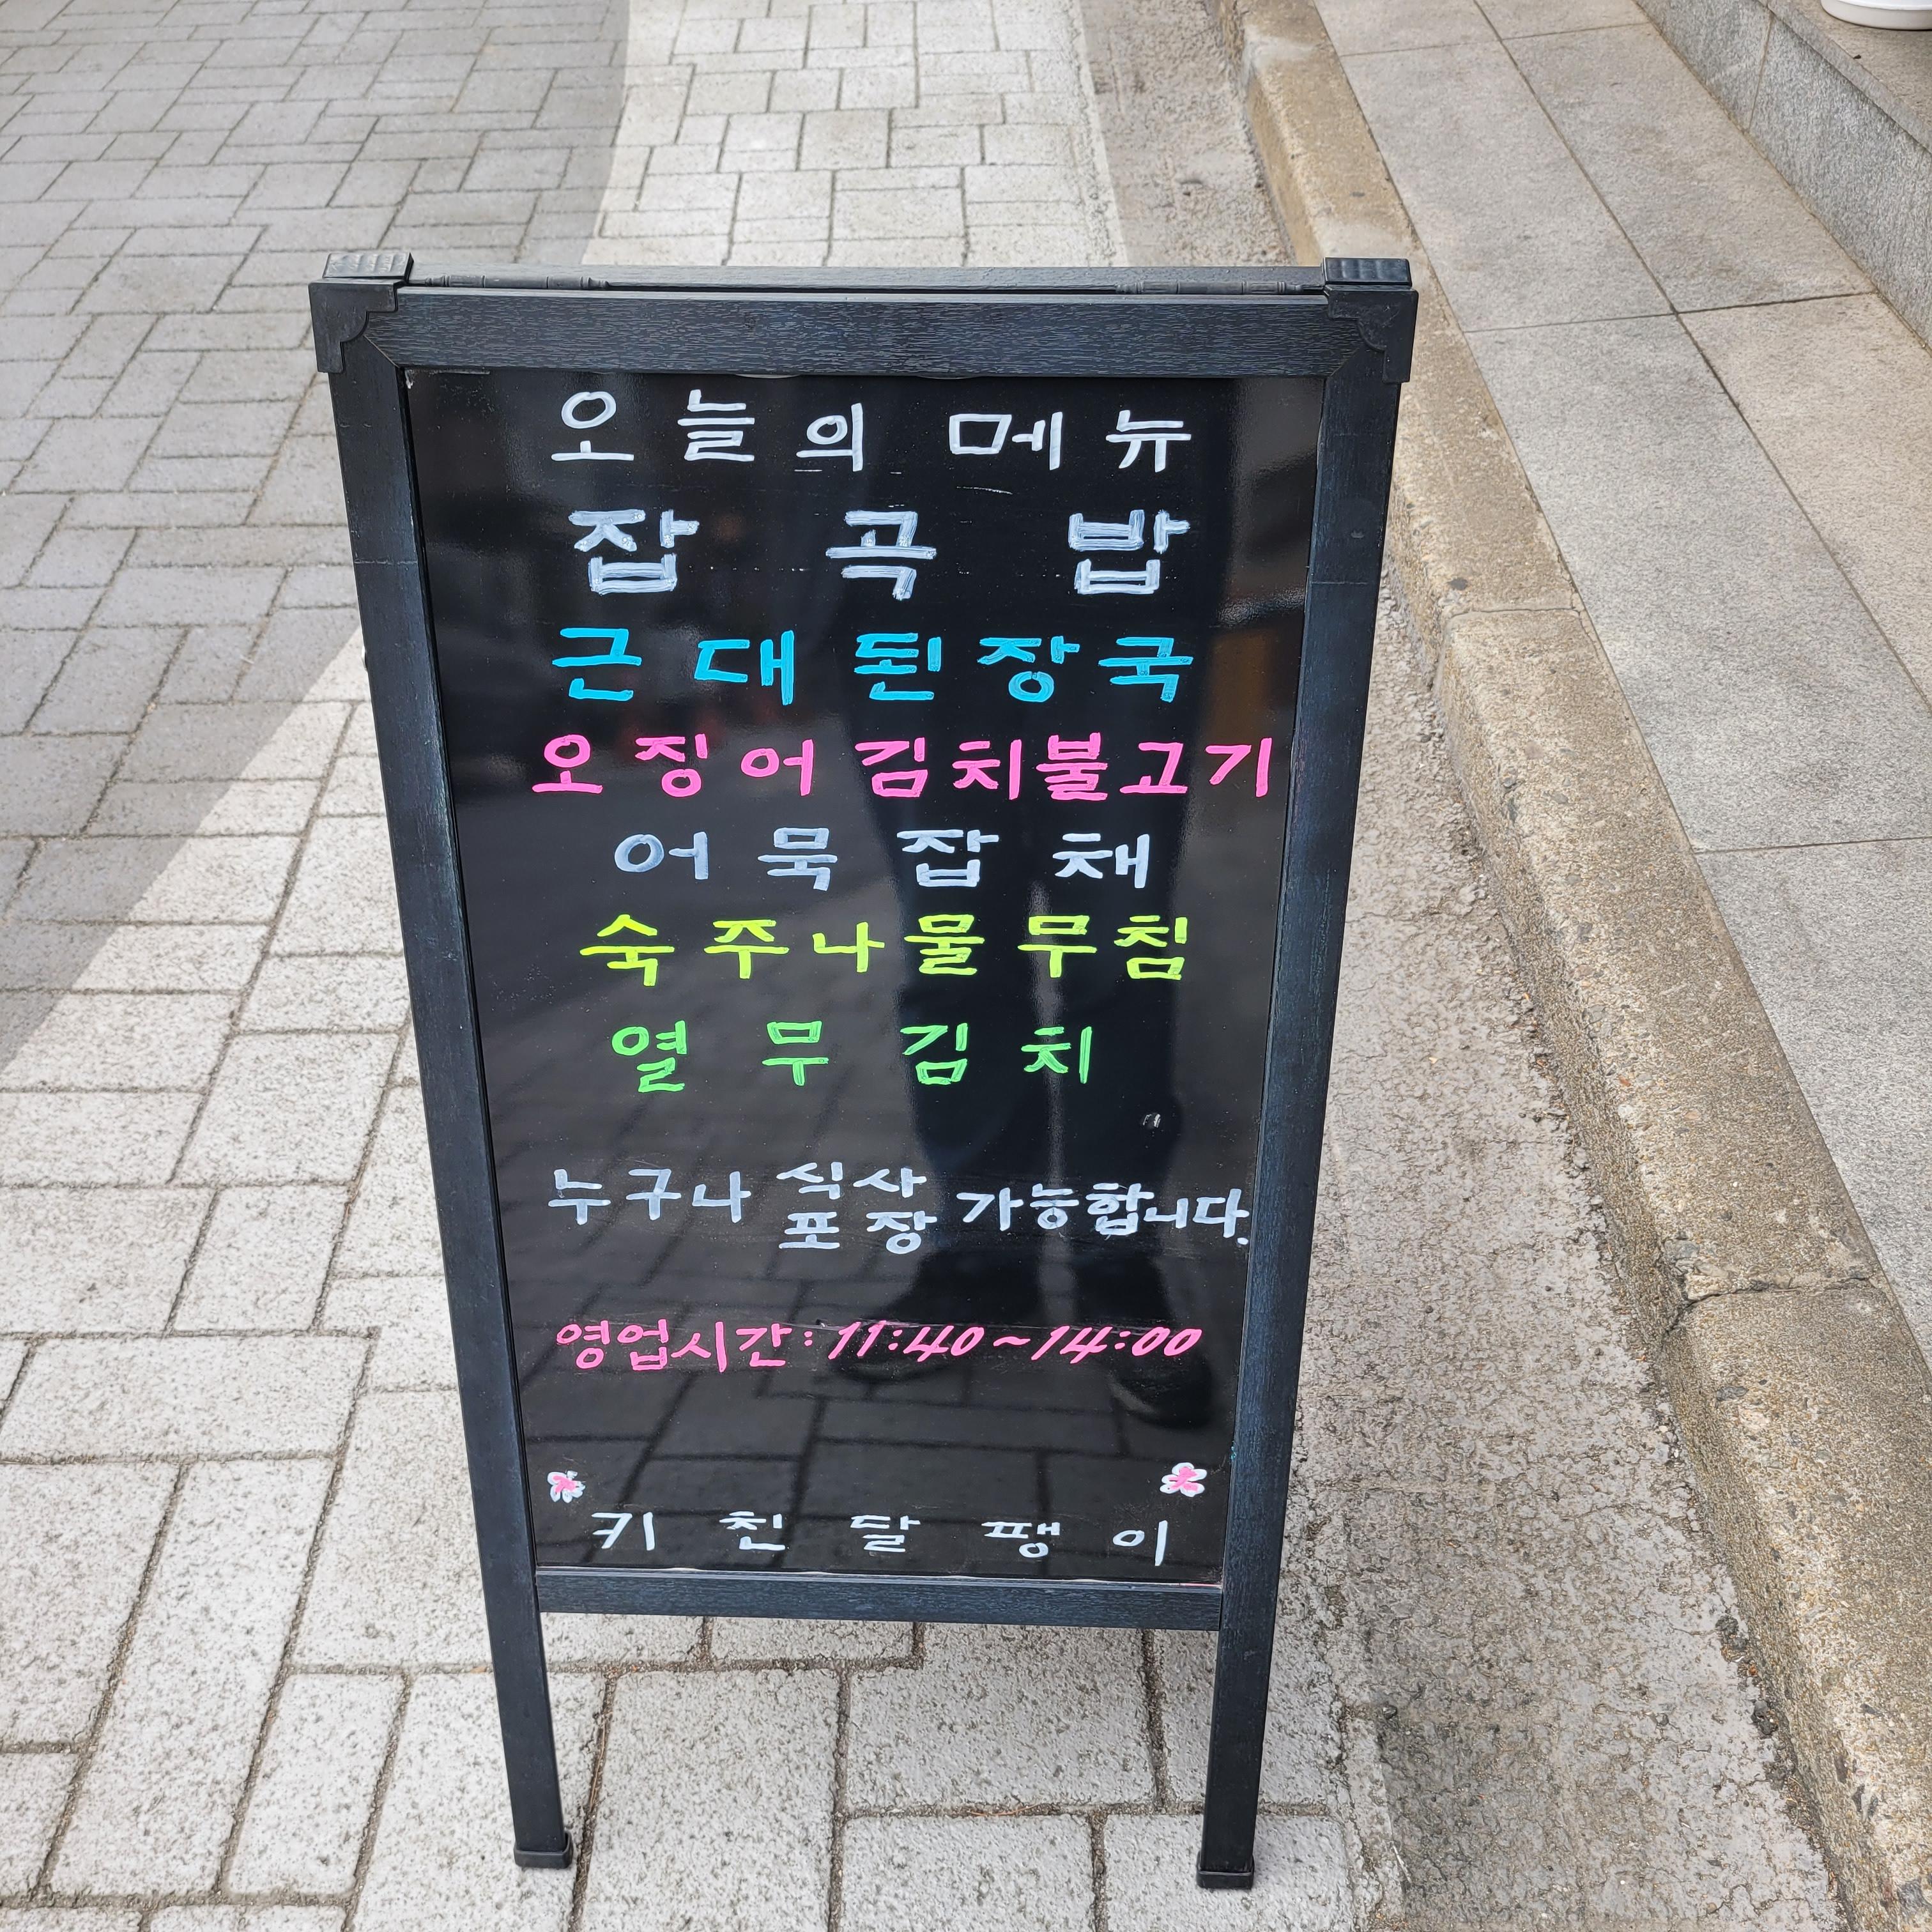 오늘의 메뉴
잡곡밥
근대된장국
오징어김치불고기
어묵잡채
숙주나물무침
열무김치
누구나 식사 포장 가능합니다.
영업시간: 11:40~14:00
키친달팽이